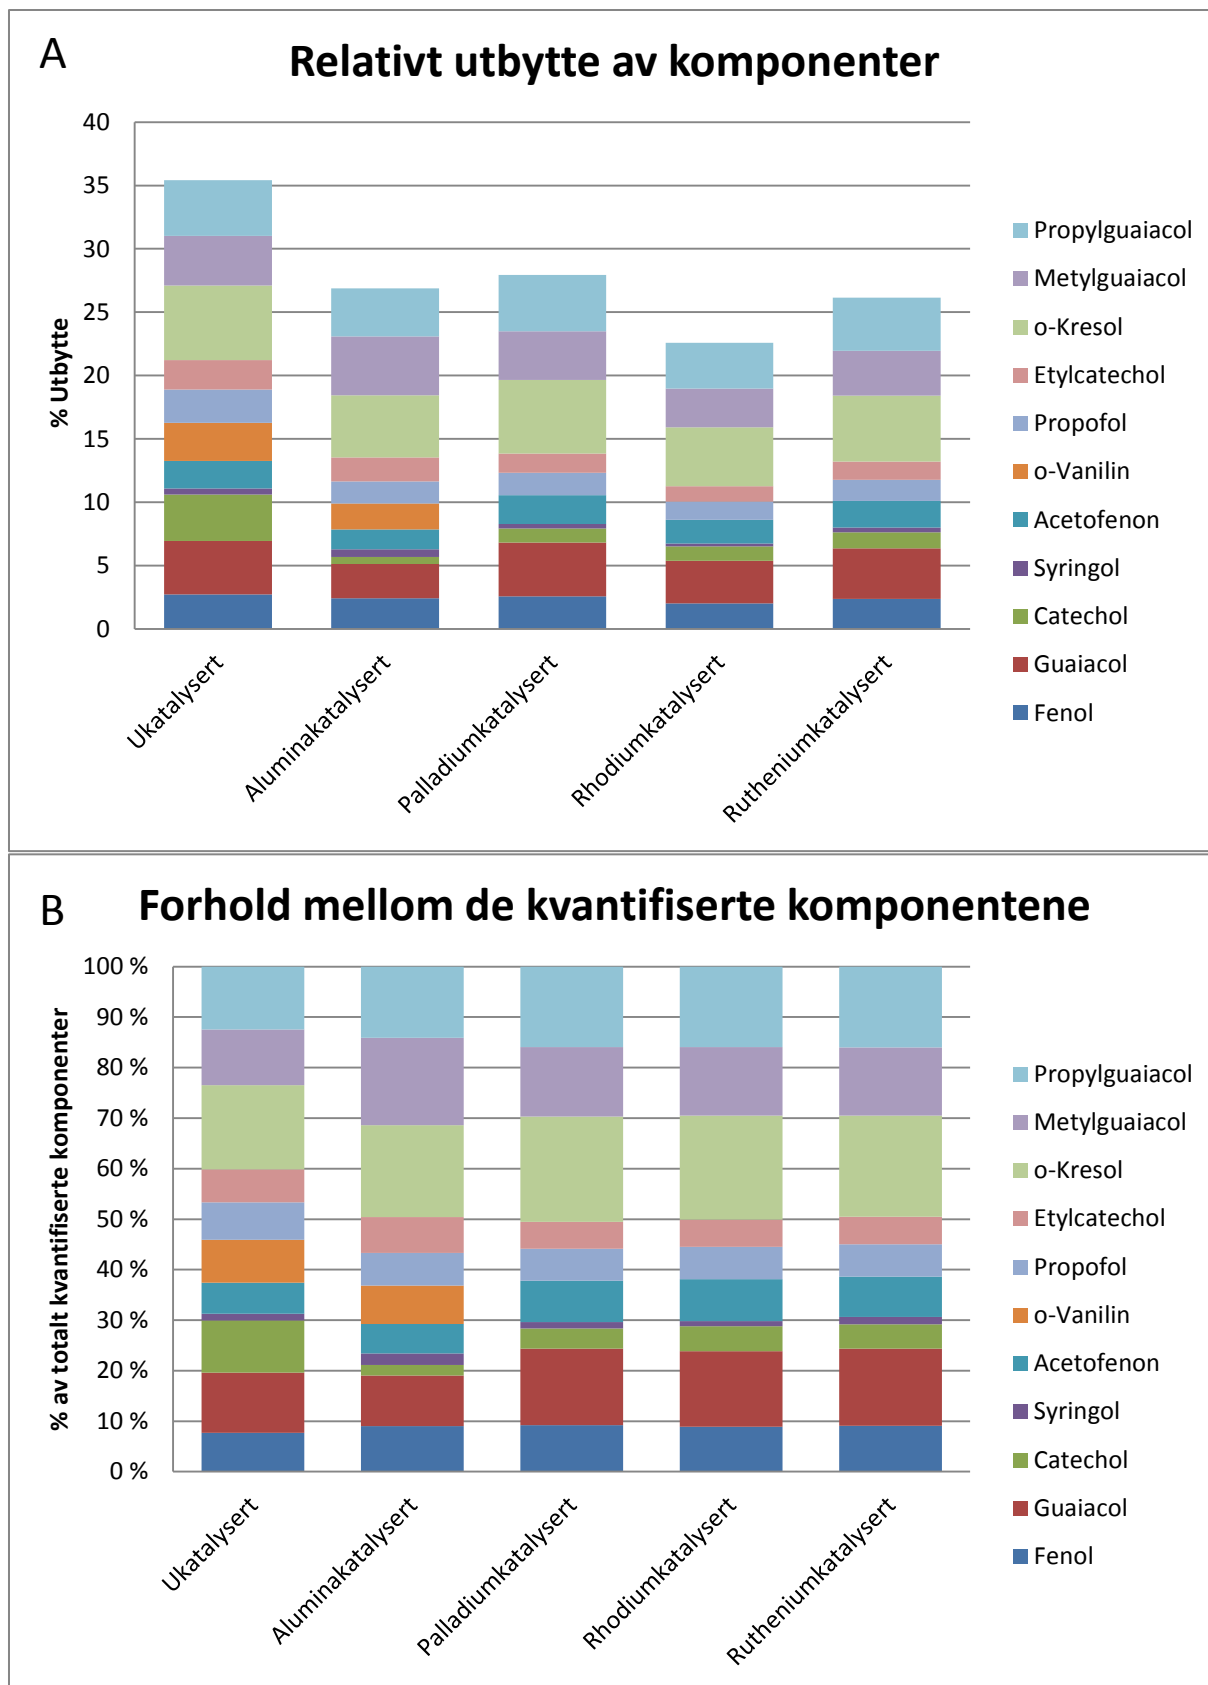 A
Relativt utbytte av komponenter
% Utbytte
40
35
30
25
20
15
10
5
0
Ukatalysert
Aluminakatalysert
Palladiumkatalysert
Rhodiumkatalysert
Rutheniumkatalysert
Propylguaiacol
Metylguaiacol
o-Kresol
Etylcatechol
Propofol
o-Vanilin
Acetofenon
Syringol
Catechol
Guaiacol
Fenol
B
Forhold mellom de kvantifiserte komponentene
% av totalt kvantifiserte komponenter
100 %
90 %
80 %
70 %
60 %
50 %
40 %
30 %
20 %
10 %
0 %
Ukatalysert
Aluminakatalysert
Palladiumkatalysert
Rhodiumkatalysert
Rutheniumkatalysert
Propylguaiacol
Metylguaiacol
o-Kresol
Etylcatechol
Propofol
o-Vanilin
Acetofenon
Syringol
Catechol
Guaiacol
Fenol